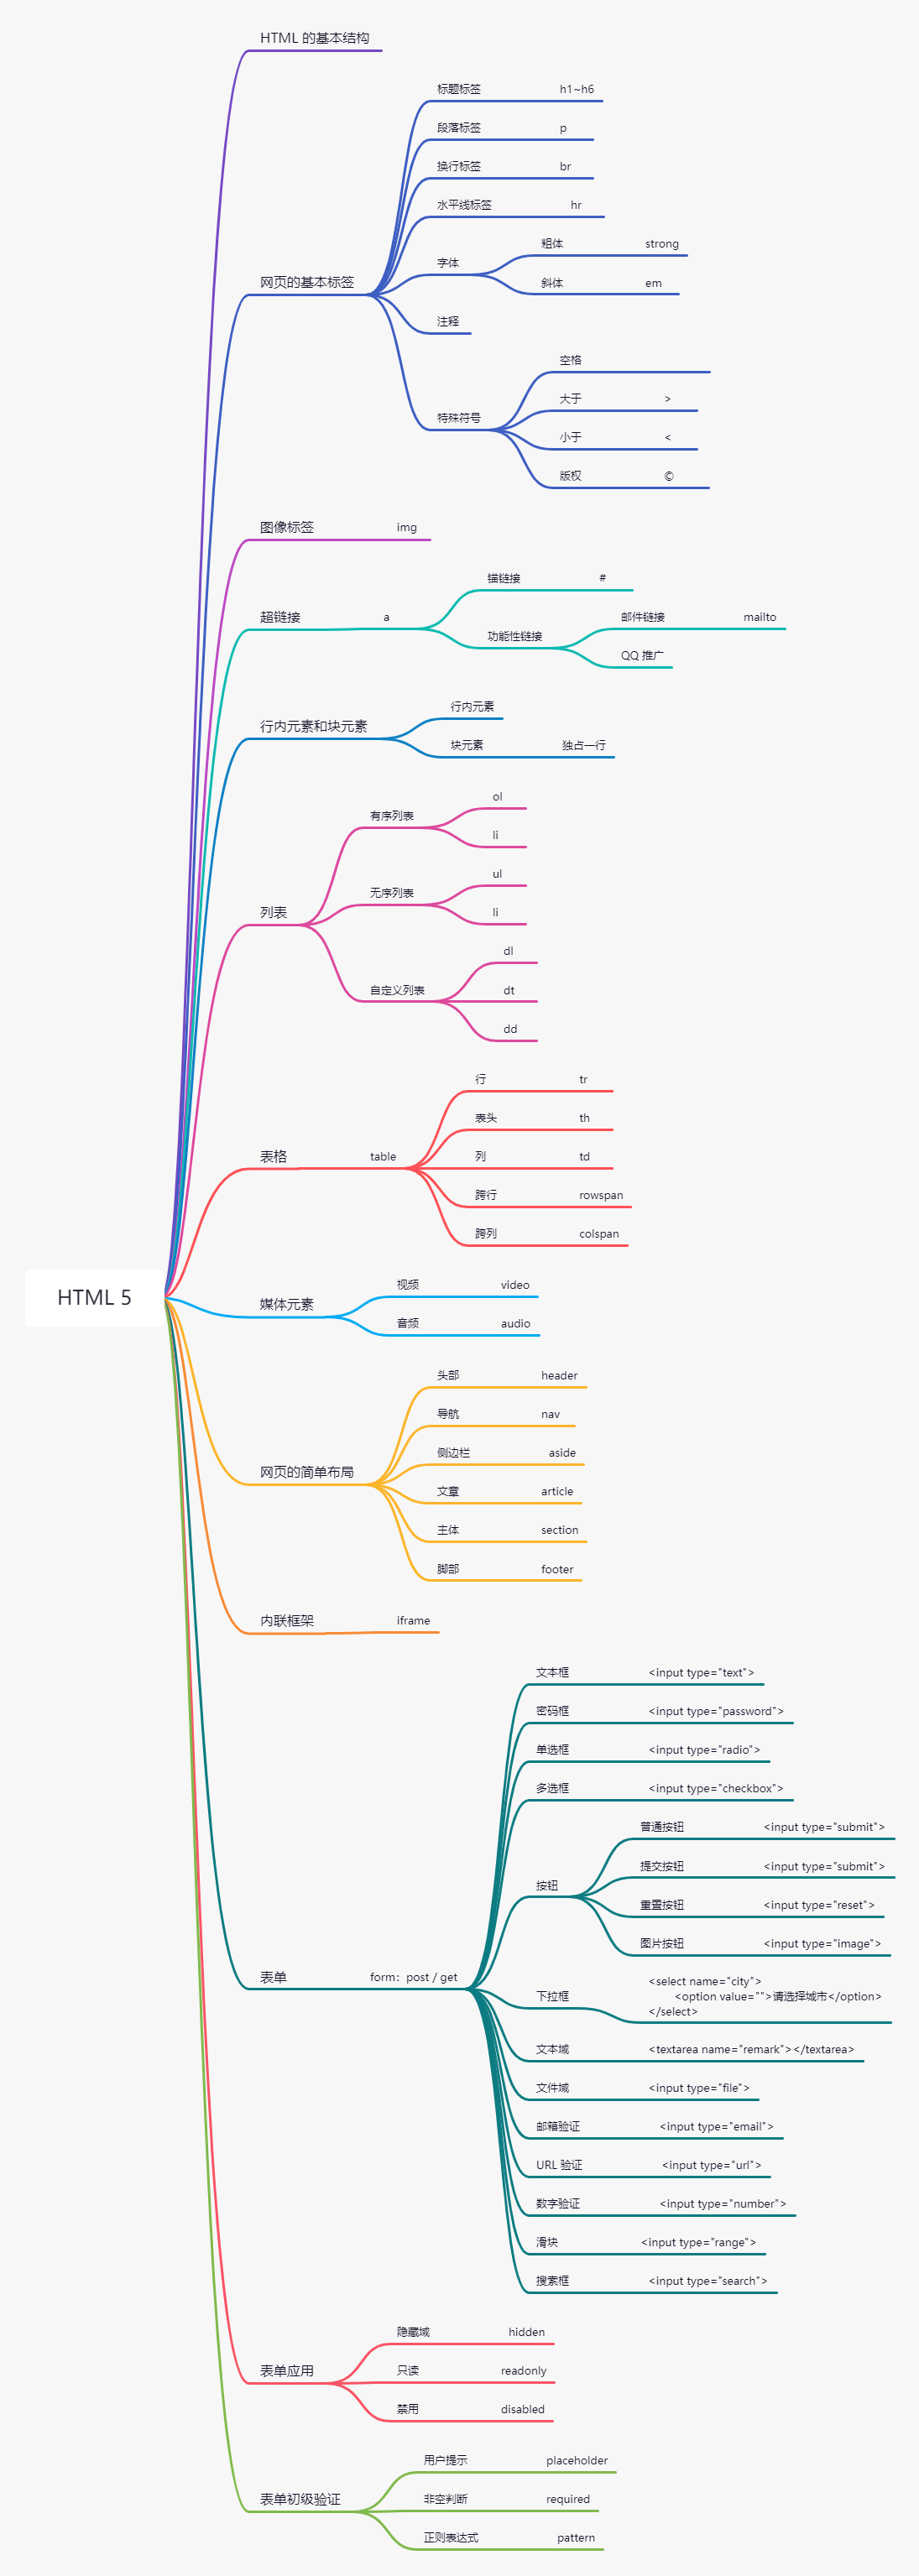 HTML 5
HTML 的基本结构
网页的基本标签
标题标签 h1~h6
段落标签 p
换行标签 br
水平线标签 hr
字体
粗体 strong
斜体 em
注释
特殊符号
空格
大于 >
小于 <
版权 ©
图像标签 img
超链接 a
锚链接 #
功能性链接
邮件链接 mailto
QQ 推广
行内元素和块元素
行内元素
块元素 独占一行
列表
有序列表
ol
li
无序列表
ul
li
自定义列表
dl
dt
dd
表格 table
行 tr
表头 th
列 td
跨行 rowspan
跨列 colspan
媒体元素
视频 video
音频 audio
网页的简单布局
头部 header
导航 nav
侧边栏 aside
文章 article
主体 section
脚部 footer
内联框架 iframe
表单 form：post / get
文本框 <input type="text">
密码框 <input type="password">
单选框 <input type="radio">
多选框 <input type="checkbox">
按钮
普通按钮 <input type="submit">
提交按钮 <input type="submit">
重置按钮 <input type="reset">
图片按钮 <input type="image">
下拉框
<select name="city">
<option value="">请选择城市</option>
</select>
文本域 <textarea name="remark"></textarea>
文件域 <input type="file">
邮箱验证 <input type="email">
URL 验证 <input type="url">
数字验证 <input type="number">
滑块 <input type="range">
搜索框 <input type="search">
表单应用
隐藏域 hidden
只读 readonly
禁用 disabled
表单初级验证
用户提示 placeholder
非空判断 required
正则表达式 pattern